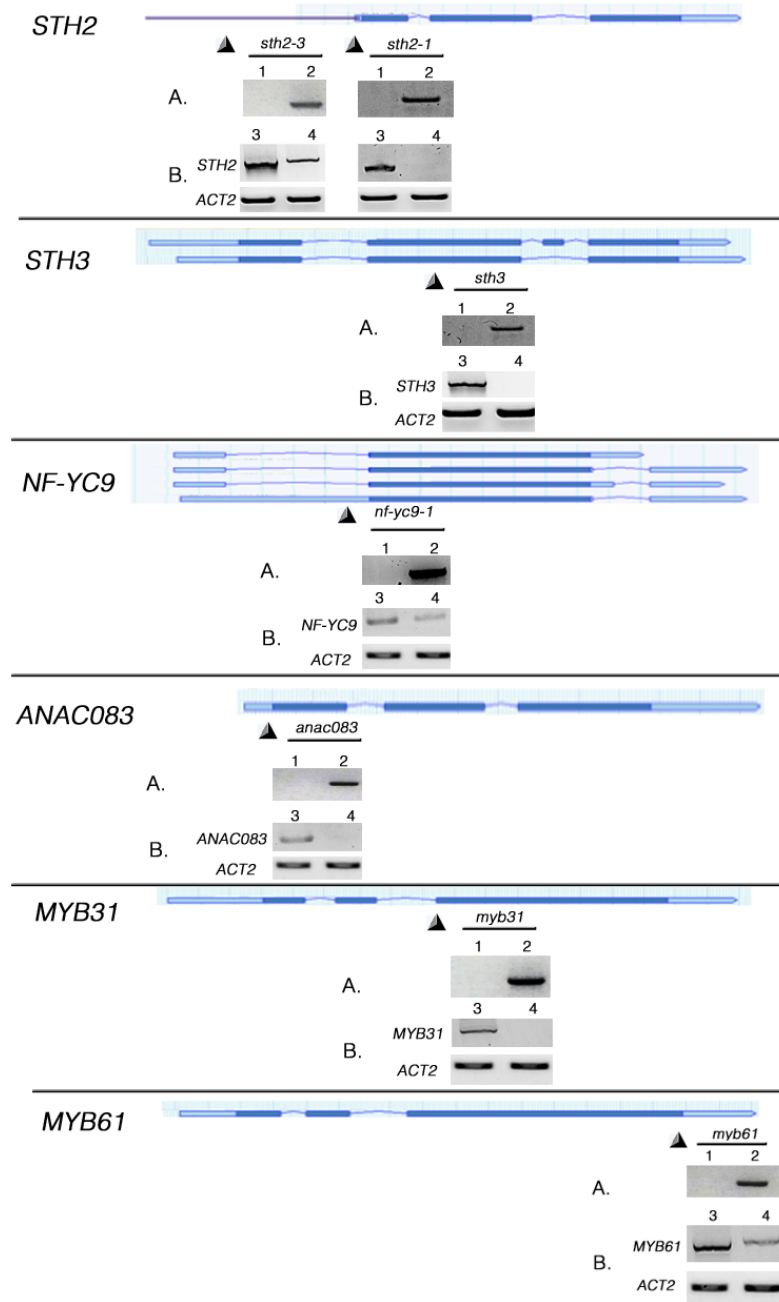 STH2
sth2-3 sth2-1
1 2 1 2
A.
3 4 3 4
STH2
B.
ACT2
STH3
sth3
1 2
A.
3 4
STH3
B.
ACT2
NF-YC9
nf-yc9-1
1 2
A.
3 4
NF-YC9
B.
ACT2
ANAC083
anac083
1 2
A.
3 4
ANAC083
B.
ACT2
MYB31
myb31
1 2
A.
3 4
MYB31
B.
ACT2
MYB61
myb61
1 2
A.
3 4
MYB61
B.
ACT2